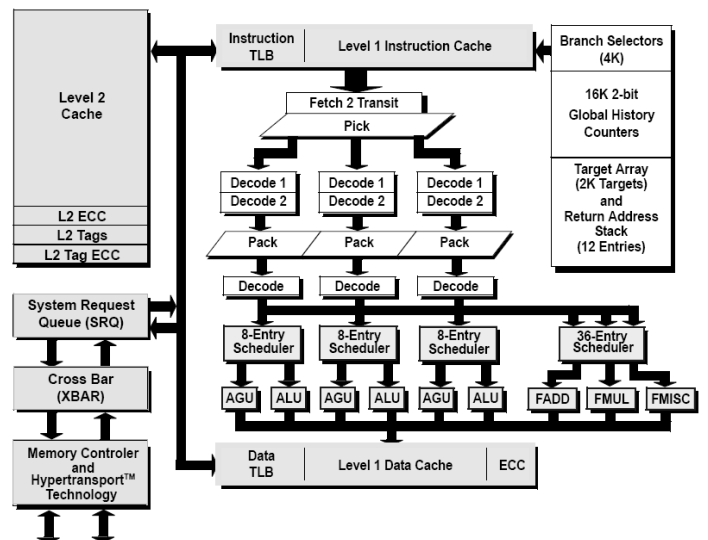 Level 2
Cache
L2 ECC
L2 Tags
L2 Tag ECC
System Request
Queue (SRQ)
Cross Bar
(XBAR)
Memory Controler
and
Hypertransport™
Technology
Instruction
TLB
Level 1 Instruction Cache
Fetch 2 Transit
Pick
Decode 1
Decode 2
Decode 1
Decode 2
Decode 1
Decode 2
Pack
Pack
Pack
Decode
Decode
Decode
8-Entry
Scheduler
8-Entry
Scheduler
8-Entry
Scheduler
36-Entry
Scheduler
AGU
ALU
AGU
ALU
AGU
ALU
FADD
FMUL
FMISC
Data
TLB
Level 1 Data Cache
ECC
Branch Selectors
(4K)
16K 2-bit
Global History
Counters
Target Array
(2K Targets)
and
Return Address
Stack
(12 Entries)